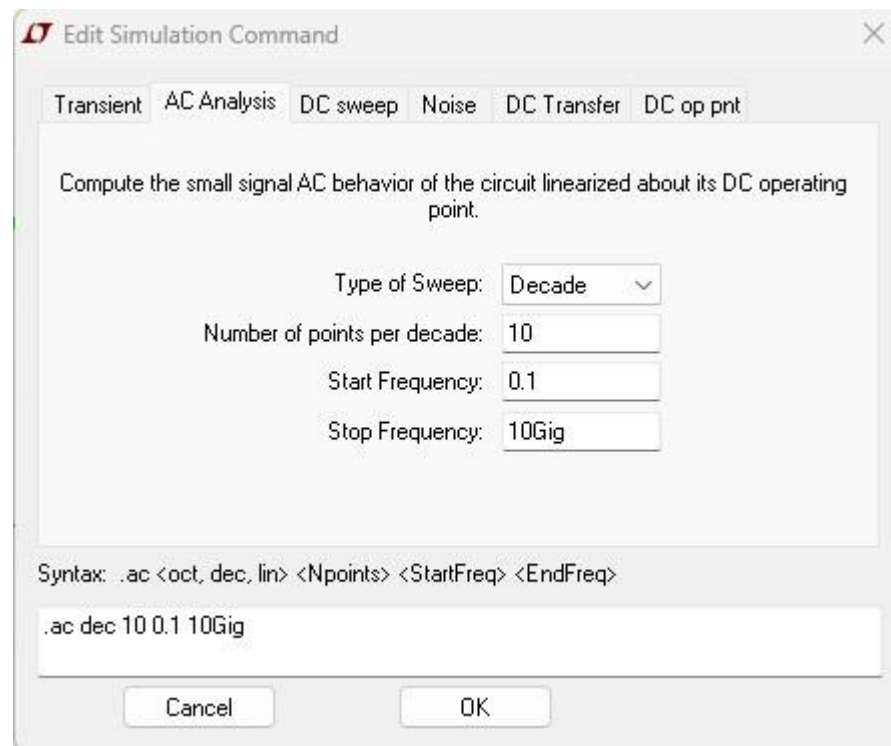 Edit Simulation Command
Transient AC Analysis DC sweep Noise DC Transfer DC op pnt
Compute the small signal AC behavior of the circuit linearized about its DC operating
point.
Type of Sweep: Decade
Number of points per decade: 10
Start Frequency: 0.1
Stop Frequency: 10Gig
Syntax: .ac <oct, dec, lin> <Npoints> <StartFreq> <EndFreq>
.ac dec 10 0.1 10Gig
Cancel OK